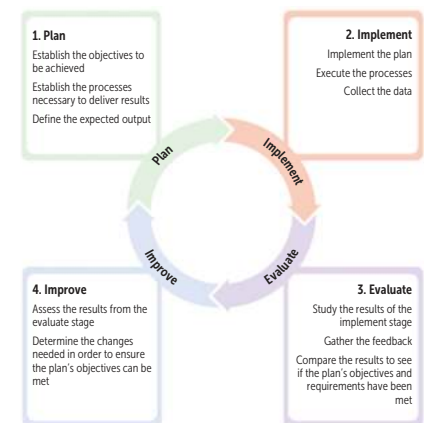 1. Plan
Establish the objectives to
be achieved
Establish the processes
necessary to deliver results
Define the expected output
2. Implement
Implement the plan
Execute the processes
Collect the data
Plan
Implement
Evaluate
Improve
4. Improve
Assess the results from the
evaluate stage
Determine the changes
needed in order to ensure
the plan's objectives can be
met
3. Evaluate
Study the results of the
implement stage
Gather the feedback
Compare the results to see
if the plan's objectives and
requirements have been
met